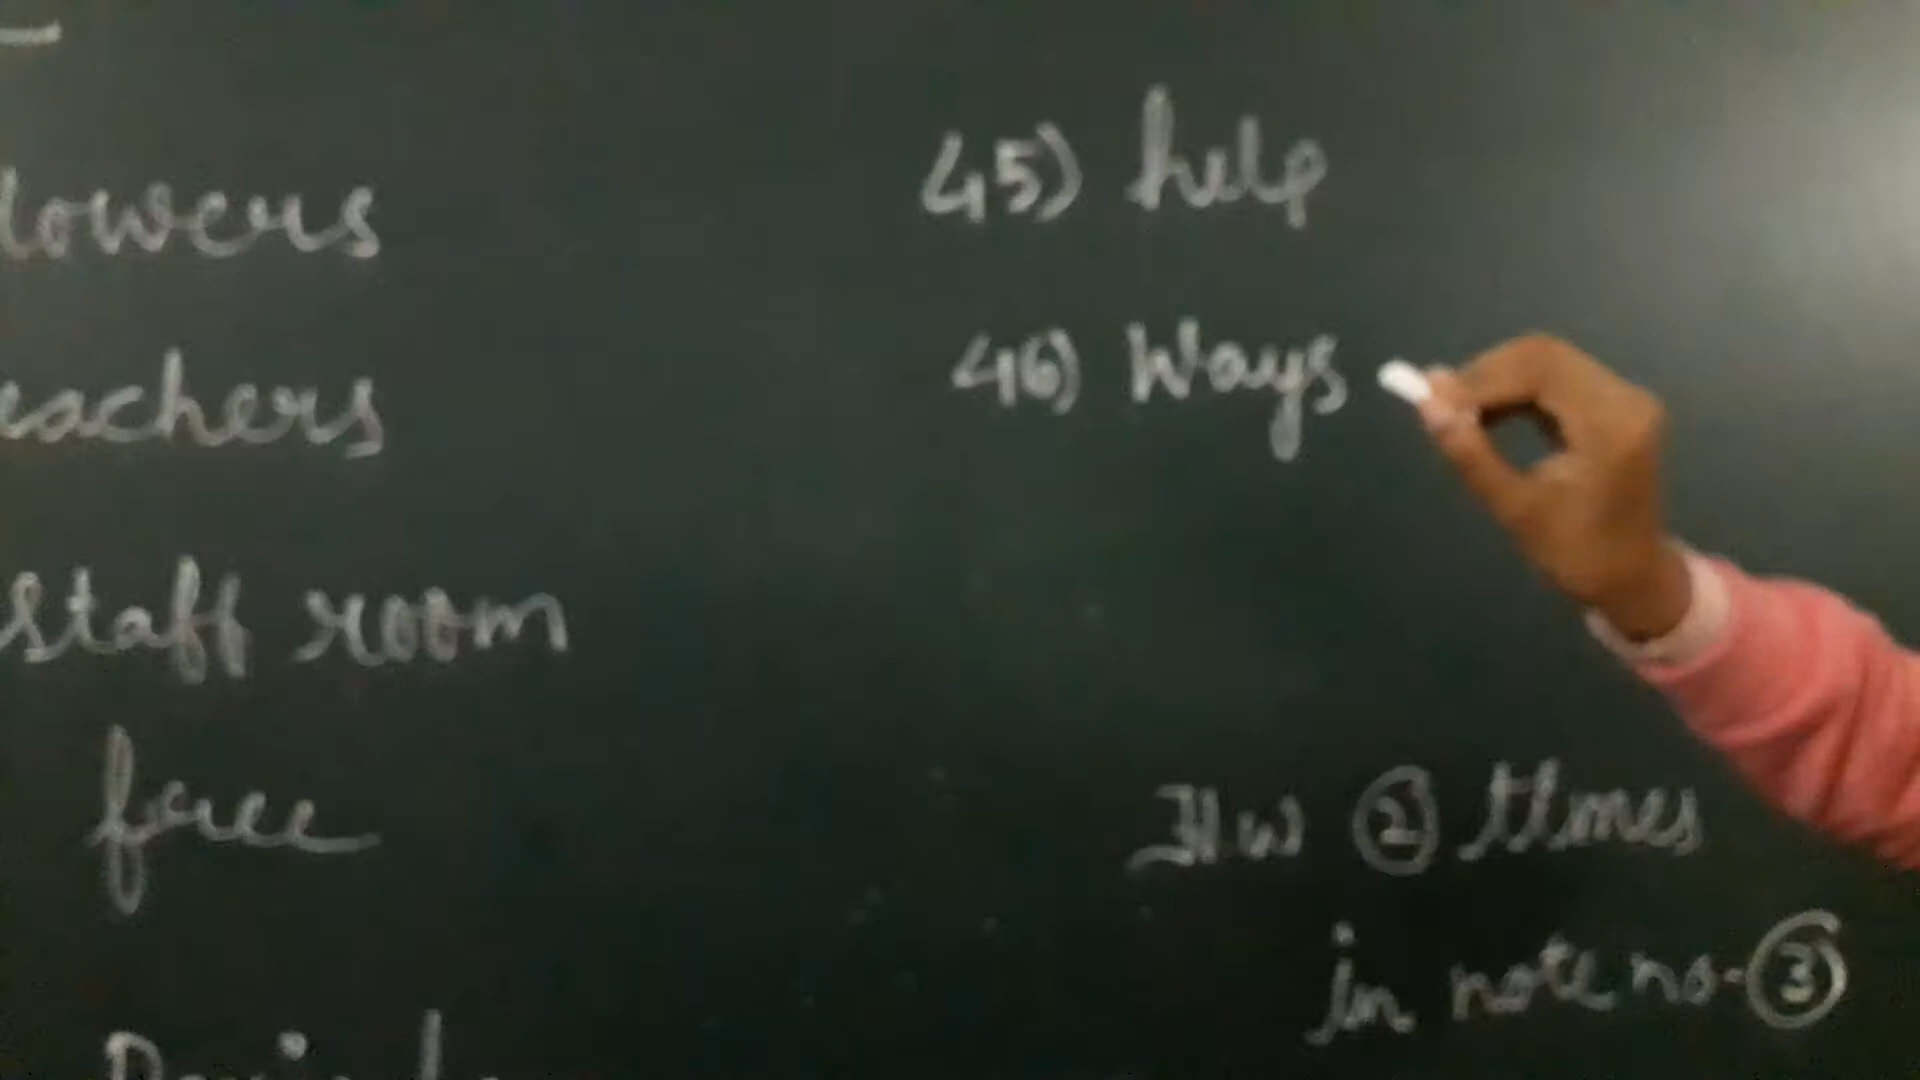 lowers
eachers
Staff room
free
45) help
46) Ways
HW ② times
in note no-③